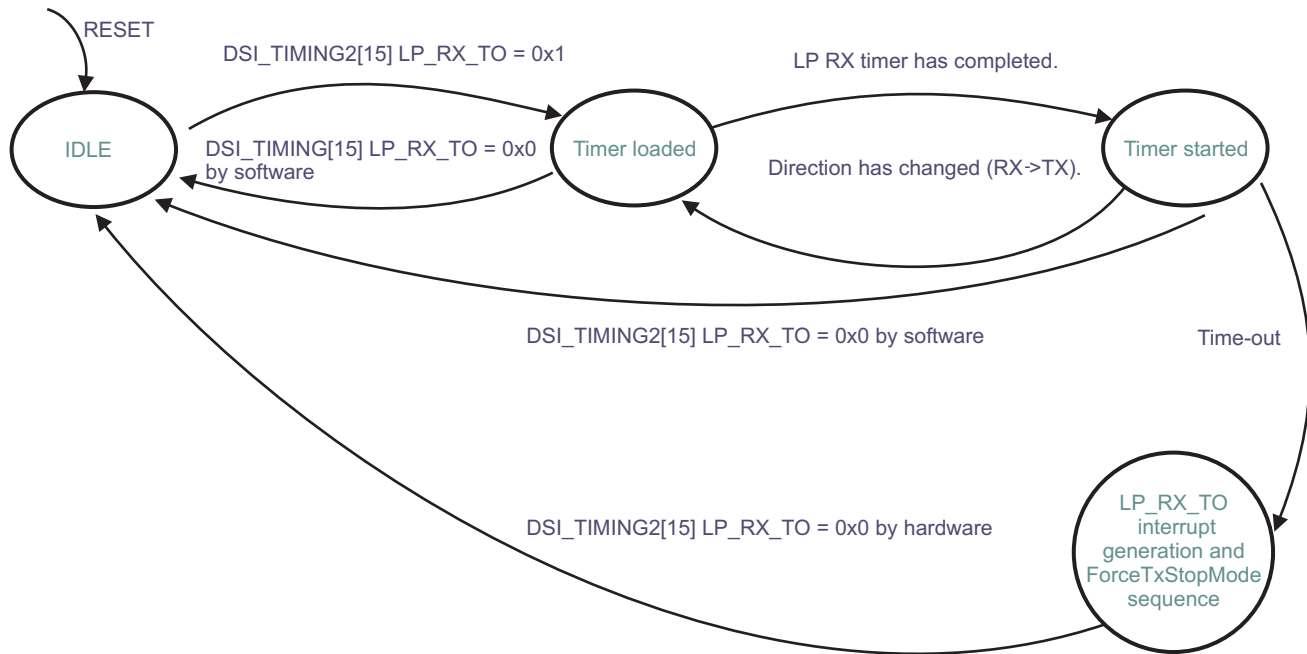 RESET
DSI_TIMING2[15] LP_RX_TO = 0x1
LP RX timer has completed.
IDLE
DSI_TIMING[15] LP_RX_TO = 0x0
by software
Timer loaded
Direction has changed (RX->TX).
Timer started
DSI_TIMING2[15] LP_RX_TO = 0x0 by software
Time-out
DSI_TIMING2[15] LP_RX_TO = 0x0 by hardware
LP_RX_TO
interrupt
generation and
ForceTxStopMode
sequence